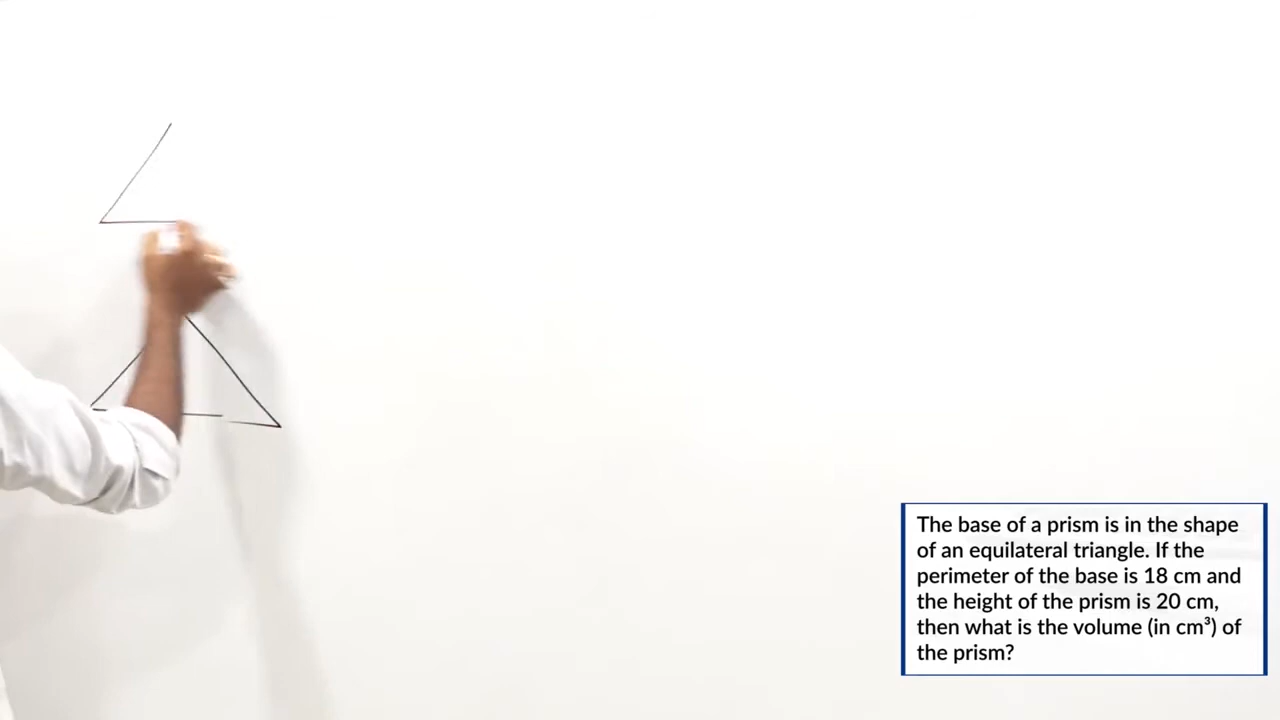 The base of a prism is in the shape
of an equilateral triangle. If the
perimeter of the base is 18 cm and
the height of the prism is 20 cm,
then what is the volume (in cm³) of
the prism?